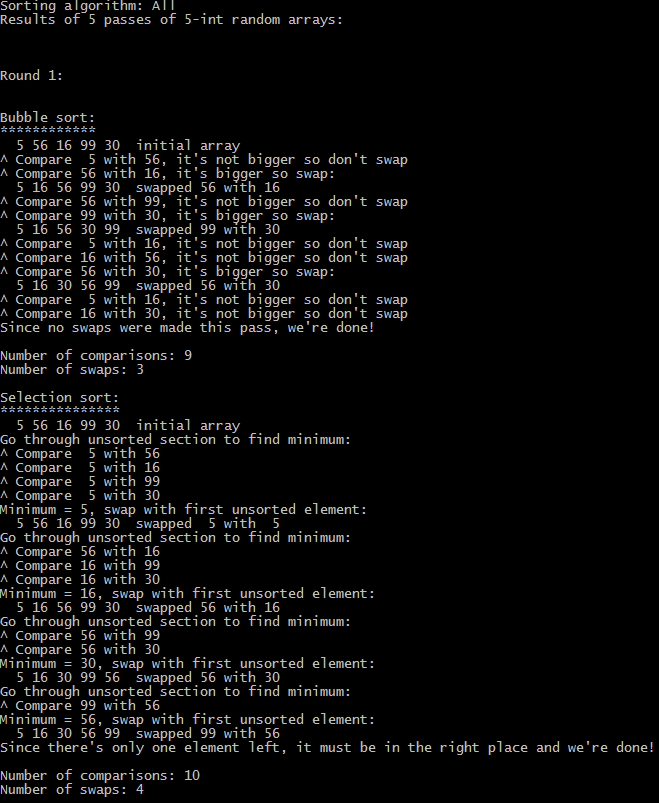 Sorting algorithm: All
Results of 5 passes of 5-int random arrays:
Round 1:
Bubble sort:
************
5 56 16 99 30  initial array
^ Compare  5 with 56, it's not bigger so don't swap
^ Compare 56 with 16, it's bigger so swap:
5 16 56 99 30  swapped 56 with 16
^ Compare 56 with 99, it's not bigger so don't swap
^ Compare 99 with 30, it's bigger so swap:
5 16 56 30 99  swapped 99 with 30
^ Compare  5 with 16, it's not bigger so don't swap
^ Compare 16 with 56, it's not bigger so don't swap
^ Compare 56 with 30, it's bigger so swap:
5 16 30 56 99  swapped 56 with 30
^ Compare  5 with 16, it's not bigger so don't swap
^ Compare 16 with 30, it's not bigger so don't swap
Since no swaps were made this pass, we're done!
Number of comparisons: 9
Number of swaps: 3
Selection sort:
***************
5 56 16 99 30  initial array
Go through unsorted section to find minimum:
^ Compare  5 with 56
^ Compare  5 with 16
^ Compare  5 with 99
^ Compare  5 with 30
Minimum = 5, swap with first unsorted element:
5 56 16 99 30  swapped  5 with  5
Go through unsorted section to find minimum:
^ Compare 56 with 16
^ Compare 16 with 99
^ Compare 16 with 30
Minimum = 16, swap with first unsorted element:
5 16 56 99 30  swapped 56 with 16
Go through unsorted section to find minimum:
^ Compare 56 with 99
^ Compare 56 with 30
Minimum = 30, swap with first unsorted element:
5 16 30 99 56  swapped 56 with 30
Go through unsorted section to find minimum:
^ Compare 99 with 56
Minimum = 56, swap with first unsorted element:
5 16 30 56 99  swapped 99 with 56
Since there's only one element left, it must be in the right place and we're done!
Number of comparisons: 10
Number of swaps: 4